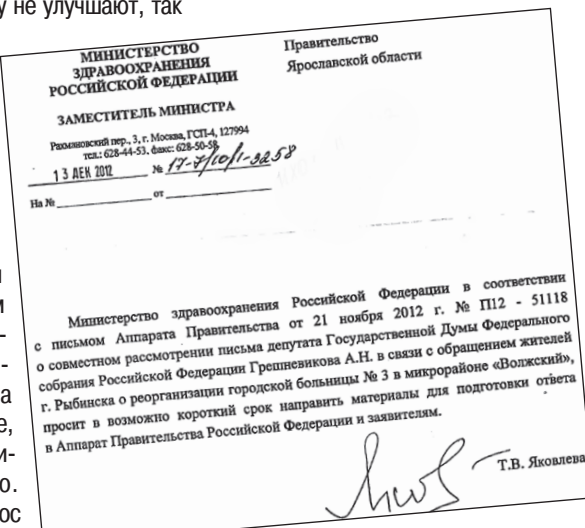 у не улучшают, так
МИНИСТЕРСТВО
ЗДРАВООХРАНЕНИЯ
РОССИЙСКОЙ ФЕДЕРАЦИИ
ЗАМЕСТИТЕЛЬ МИНИСТРА
Рахмановский пер., 3, г. Москва, ГСП-4, 127994
тел.: 628-44-53, факс: 628-50-58
13 ДЕК 2012 № 17-7/10/1-3258
На № от
Правительство
Ярославской области
Министерство здравоохранения Российской Федерации в соответствии
с письмом Аппарата Правительства от 21 ноября 2012 г. № П12 - 51118
о совместном рассмотрении письма депутата Государственной Думы Федерального
собрания Российской Федерации Грешневикова А.Н. в связи с обращением жителей
г. Рыбинска о реорганизации городской больницы № 3 в микрорайоне «Волжский»,
просит в возможно короткий срок направить материалы для подготовки ответа
в Аппарат Правительства Российской Федерации и заявителям.
Т.В. Яковлева
и
м
-
-
а
е,
и-
о.
ос